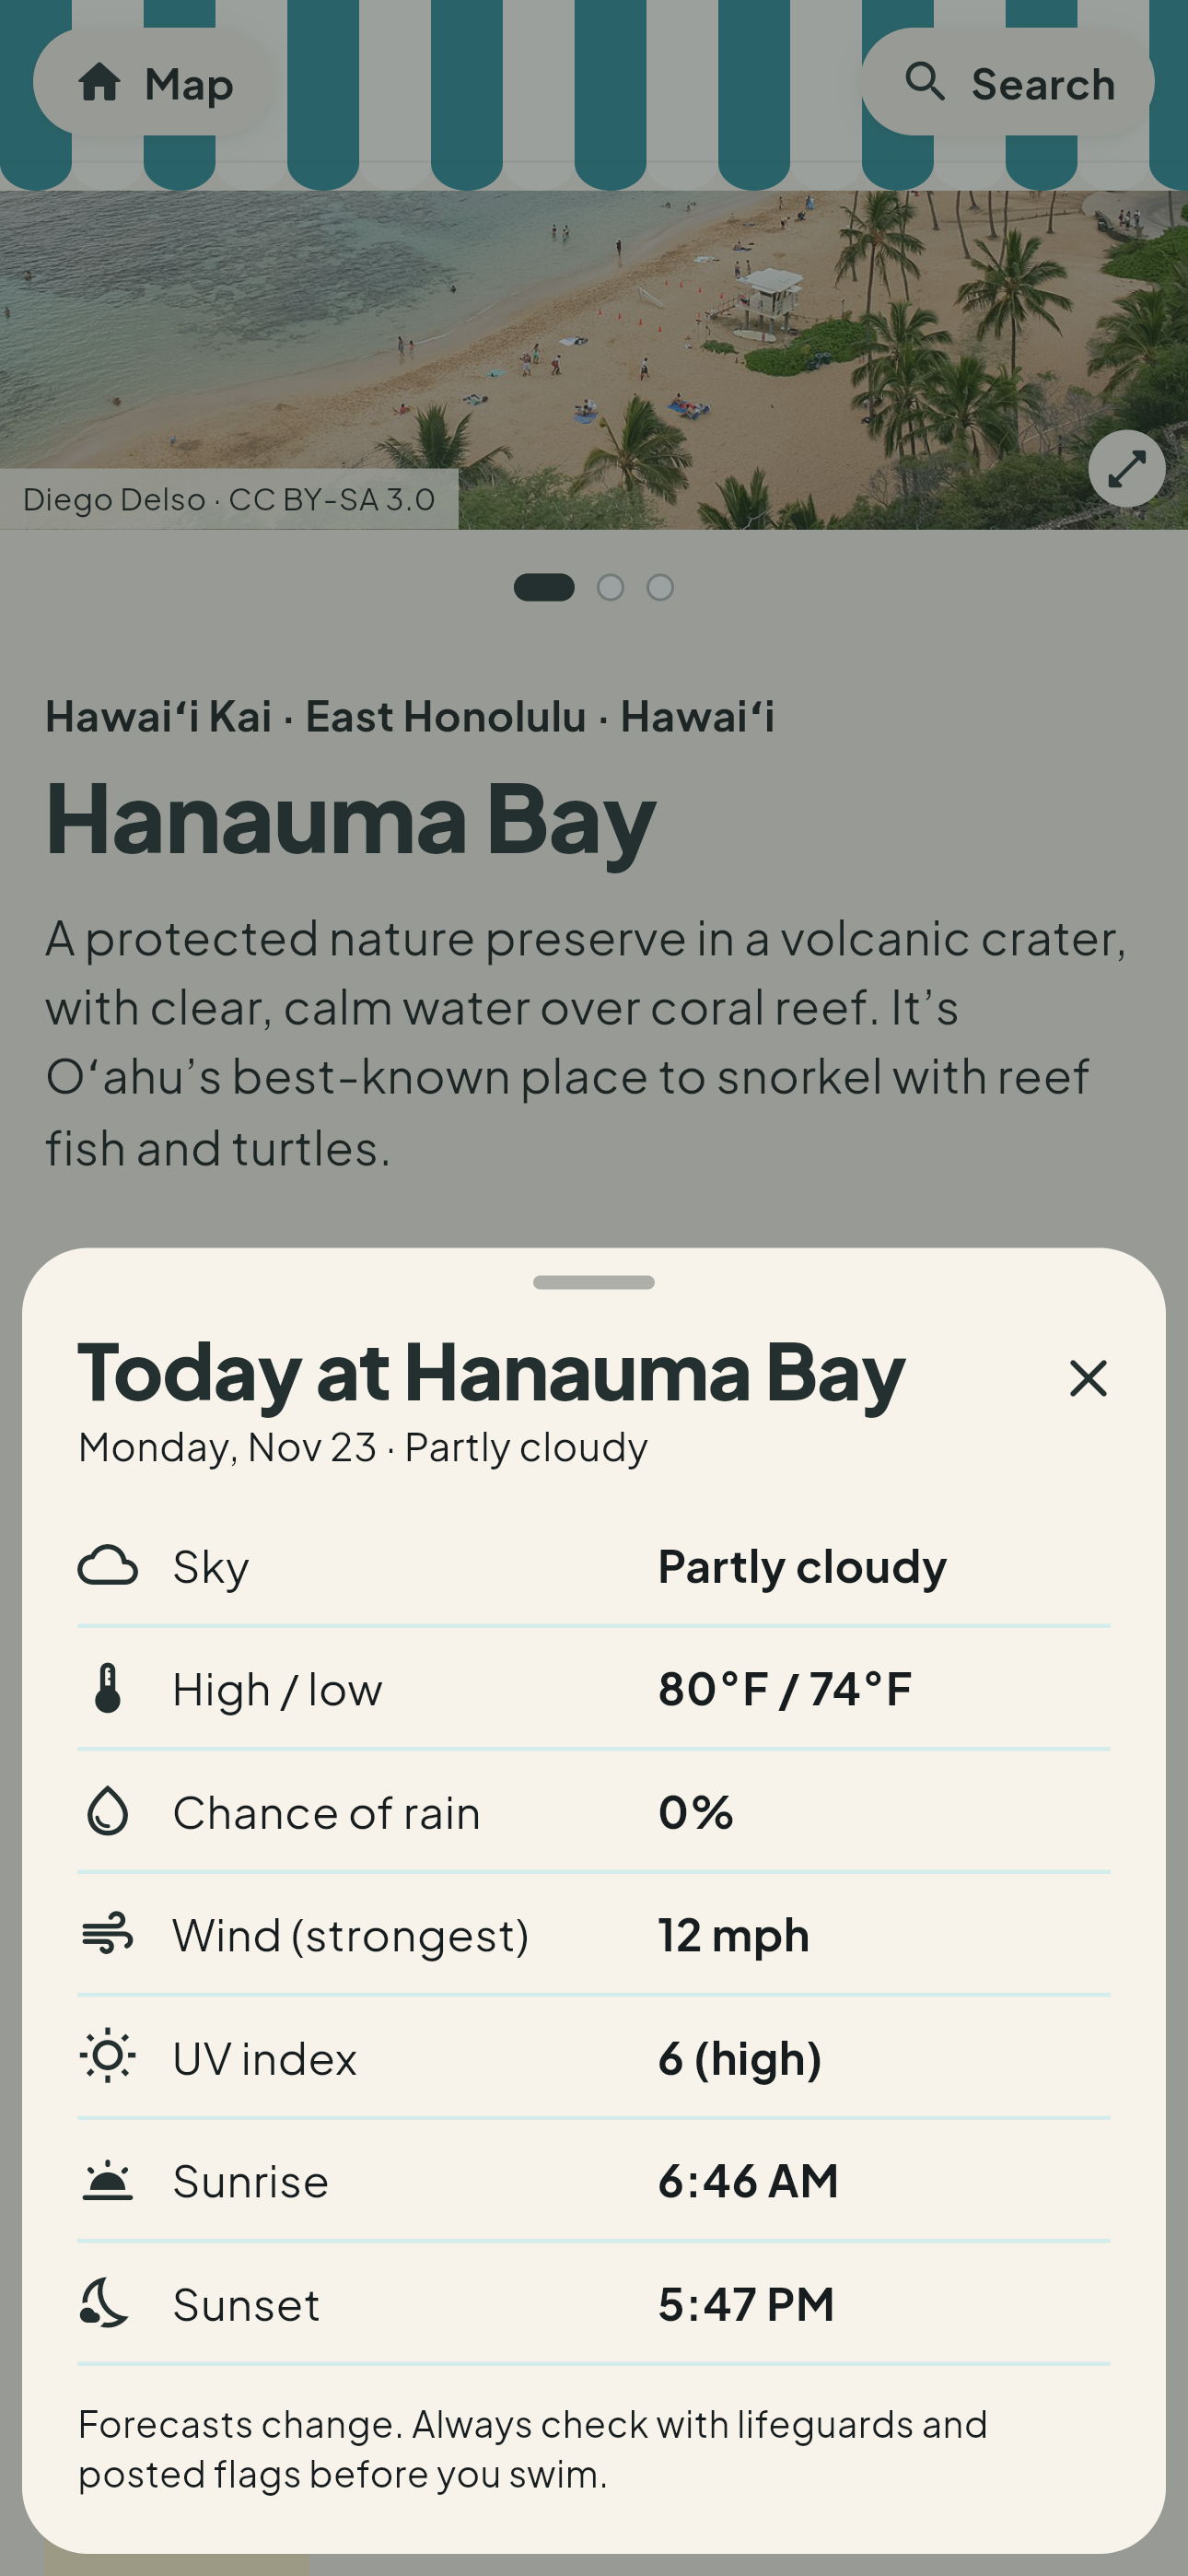 Map
Search
Diego Delso · CC BY-SA 3.0
Hawaiʻi Kai · East Honolulu · Hawaiʻi
Hanauma Bay
A protected nature preserve in a volcanic crater,
with clear, calm water over coral reef. It’s
Oʻahu’s best-known place to snorkel with reef
fish and turtles.
Today at Hanauma Bay
Monday, Nov 23 · Partly cloudy
Sky Partly cloudy
High / low 80°F / 74°F
Chance of rain 0%
Wind (strongest) 12 mph
UV index 6 (high)
Sunrise 6:46 AM
Sunset 5:47 PM
Forecasts change. Always check with lifeguards and
posted flags before you swim.